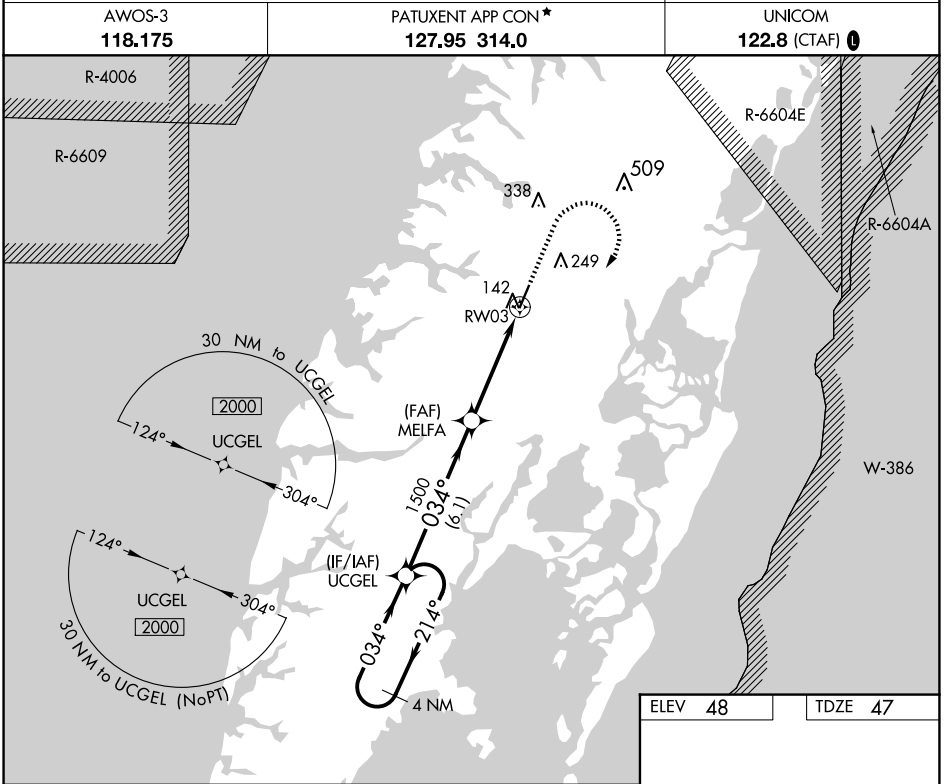 AWOS-3
118.175
PATUXENT APP CON★
127.95 314.0
UNICOM
122.8 (CTAF) L
R-4006
R-6609
R-6604E
R-6604A
338
509
249
142
RW03
30 NM to UCGEL
2000
UCGEL
124°
304°
(FAF)
MELFA
W-386
1500
034°
(6.1)
(IF/IAF)
UCGEL
124°
304°
UCGEL
2000
30 NM to UCGEL (NoPT)
034°
214°
4 NM
ELEV 48
TDZE 47